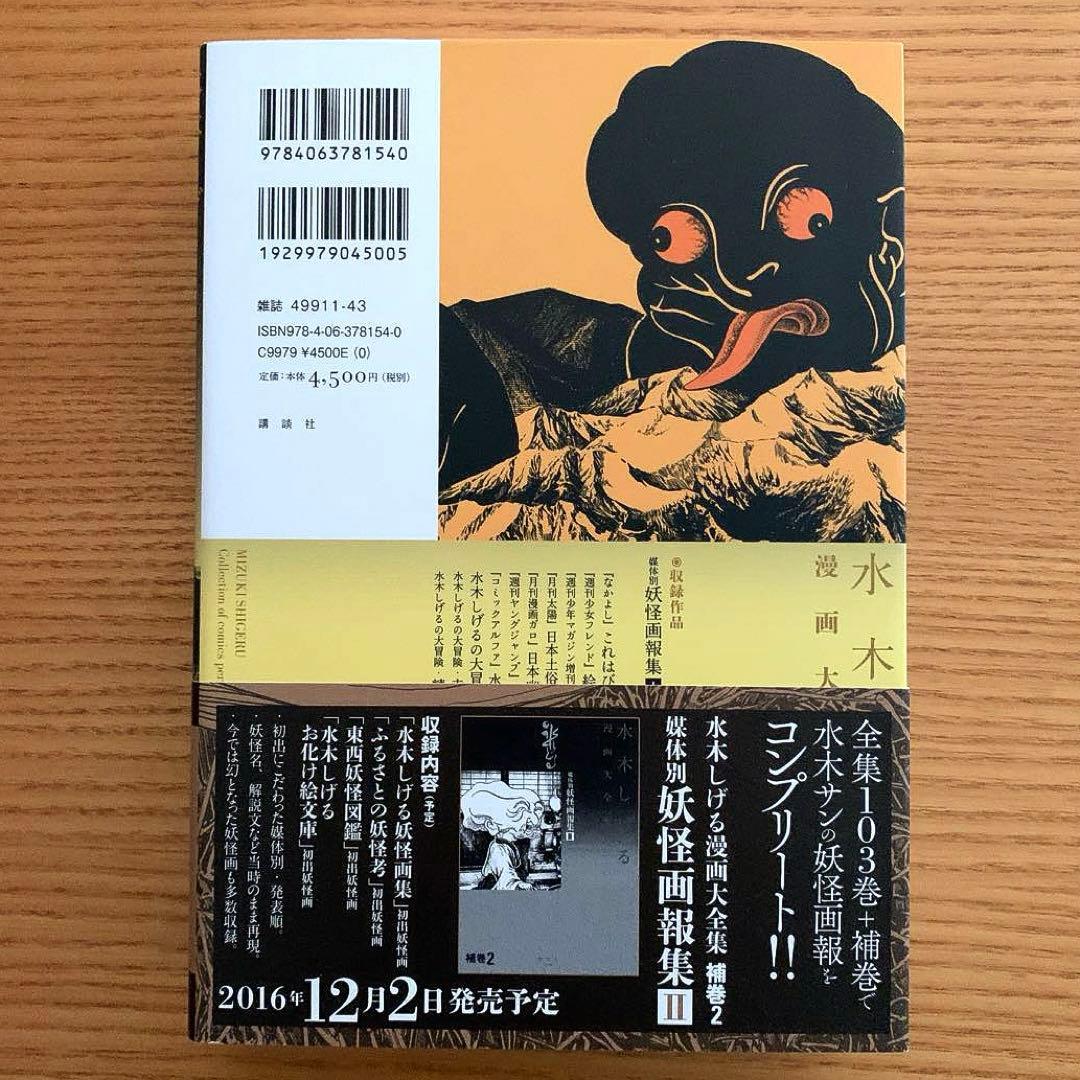 9784063781540
1929979045005
雑誌 49911-43
ISBN978-4-06-378154-0
C9979 ¥4500E (0)
定価:本体4,500円(税別)
講談社
水木
漫画大
◉収録作品
媒体別 妖怪画報集
『なかよし』これはび
『週刊少女フレンド』絵
『週刊少年マガジン増刊
『月刊太陽』日本土俗
『月刊漫画ガロ』日本
『週刊ヤングジャンプ』
『コミックアルファ』水
水木しげるの大冒
水木しげるの大冒険・
水木しげるの大冒険・
MIZUKI SHIGERU
Collection of comics per
全集103巻+補巻で
水木サンの妖怪画報を
コンプリート!!
水木しげる漫画大全集 補巻2
媒体別 妖怪画報集 II
水木し る
漫画大全
媒体別 妖怪画報集 II
補巻2
収録内容(予定)
「水木しげる妖怪画集」初出妖怪画
「ふるさとの妖怪考」初出妖怪画
「東西妖怪図鑑」初出妖怪画
「水木しげる
お化け絵文庫」初出妖怪画
・初出にこだわった媒体別・発表順。
・妖怪名、解説文など当時のまま再現。
・今では幻となった妖怪画も多数収録。
2016年12月2日発売予定